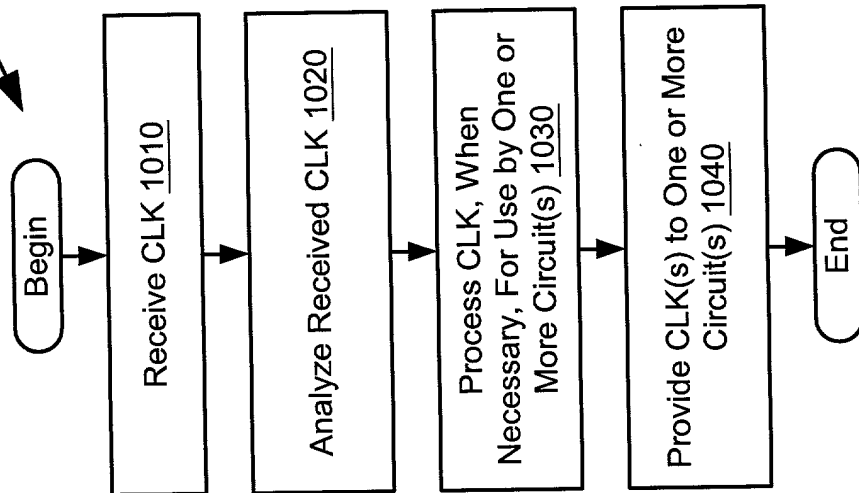 Begin
Receive CLK 1010
Analyze Received CLK 1020
Process CLK, When
Necessary, For Use by One or
More Circuit(s) 1030
Provide CLK(s) to One or More
Circuit(s) 1040
End